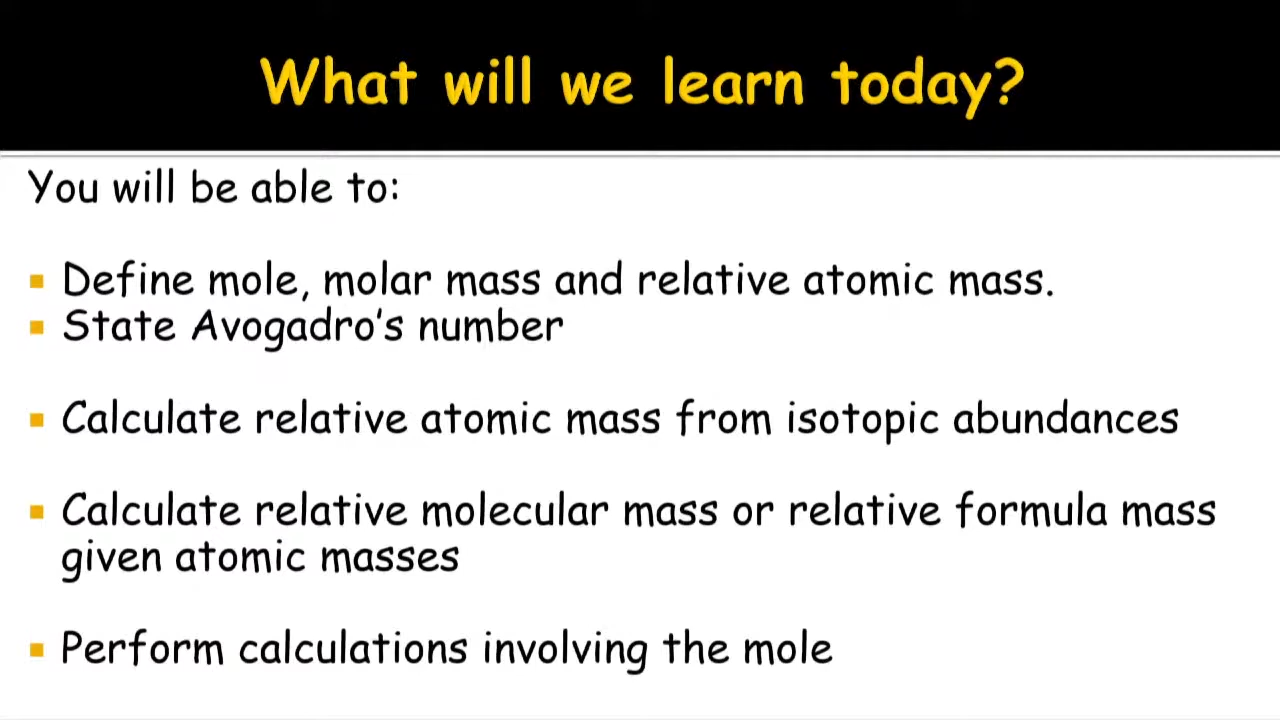 What will we learn today?
You will be able to:
▪ Define mole, molar mass and relative atomic mass.
▪ State Avogadro's number
▪ Calculate relative atomic mass from isotopic abundances
▪ Calculate relative molecular mass or relative formula mass
given atomic masses
▪ Perform calculations involving the mole